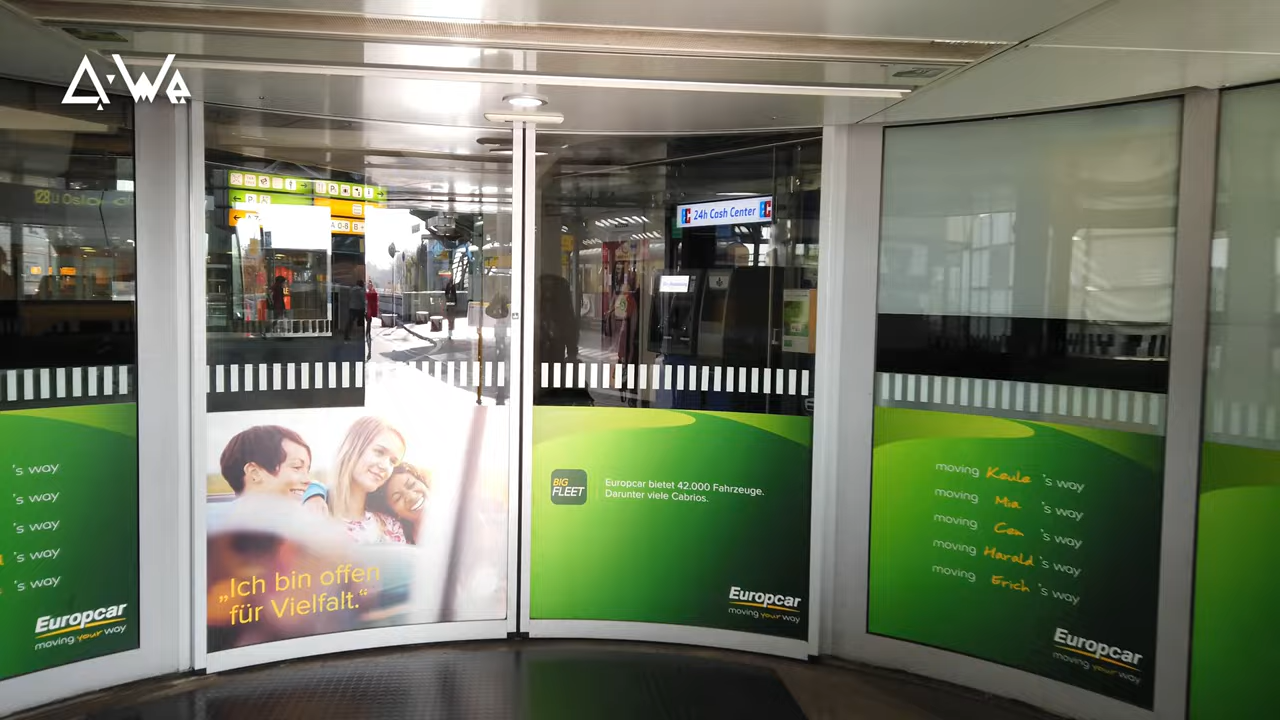 A:We
24h Cash Center
's way
's way
's way
's way
's way
Europcar
moving your way
„Ich bin offen
für Vielfalt.“
BIG
FLEET
Europcar bietet 42.000 Fahrzeuge.
Darunter viele Cabrios.
Europcar
moving your way
moving Kaule 's way
moving Mia 's way
moving Can 's way
moving Harald 's way
moving Erich 's way
Europcar
moving your way